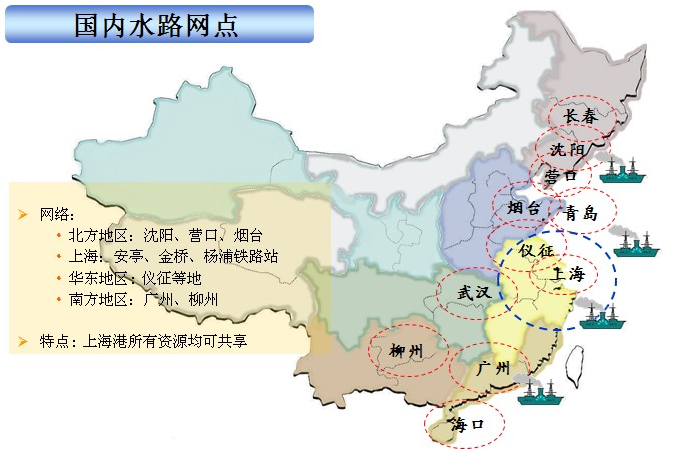 国内水路网点
长春
沈阳
营口
烟台
青岛
仪征
上海
武汉
柳州
广州
海口
网络：
北方地区：沈阳、营口、烟台
上海：安亭、金桥、杨浦铁路站
华东地区：仪征等地
南方地区：广州、柳州
特点：上海港所有资源均可共享